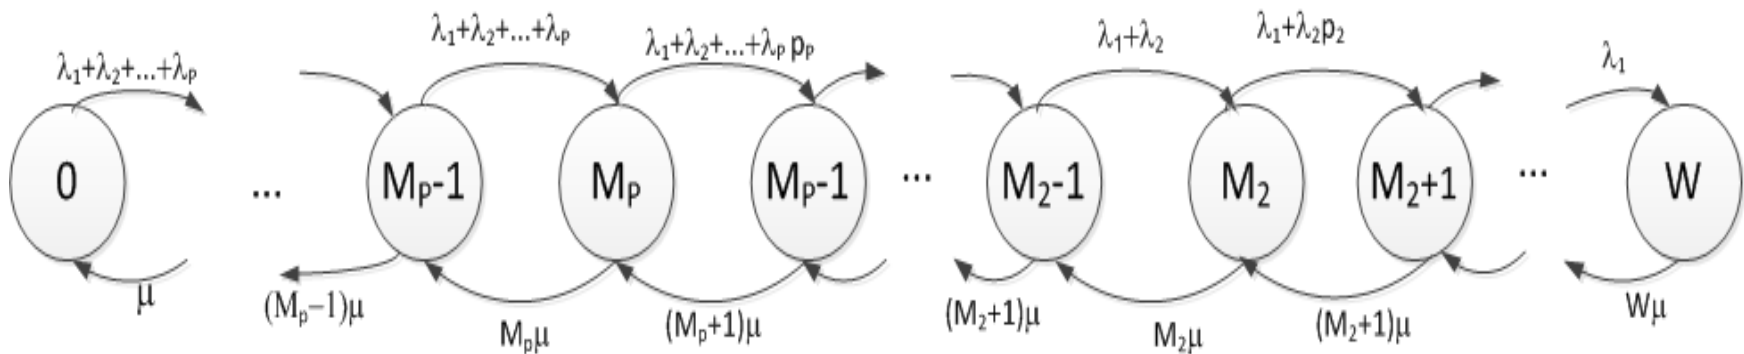 λ₁+λ₂+...+λₚ
λ₁+λ₂+...+λₚ
λ₁+λ₂+...+λₚ pₚ
λ₁+λ₂
λ₁+λ₂p₂
λ₁
0
...
Mₚ-1
Mₚ
Mₚ-1
...
M₂-1
M₂
M₂+1
...
W
μ
(Mₚ−1)μ
Mₚμ
(Mₚ+1)μ
(M₂+1)μ
M₂μ
(M₂+1)μ
Wμ